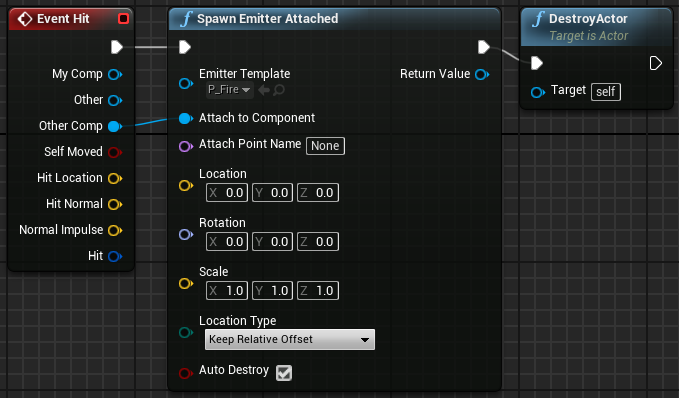 Event Hit
My Comp
Other
Other Comp
Self Moved
Hit Location
Hit Normal
Normal Impulse
Hit
f Spawn Emitter Attached
Emitter Template
P_Fire
Return Value
Attach to Component
Attach Point Name None
Location
X 0.0 Y 0.0 Z 0.0
Rotation
X 0.0 Y 0.0 Z 0.0
Scale
X 1.0 Y 1.0 Z 1.0
Location Type
Keep Relative Offset
Auto Destroy
f DestroyActor
Target is Actor
Target self